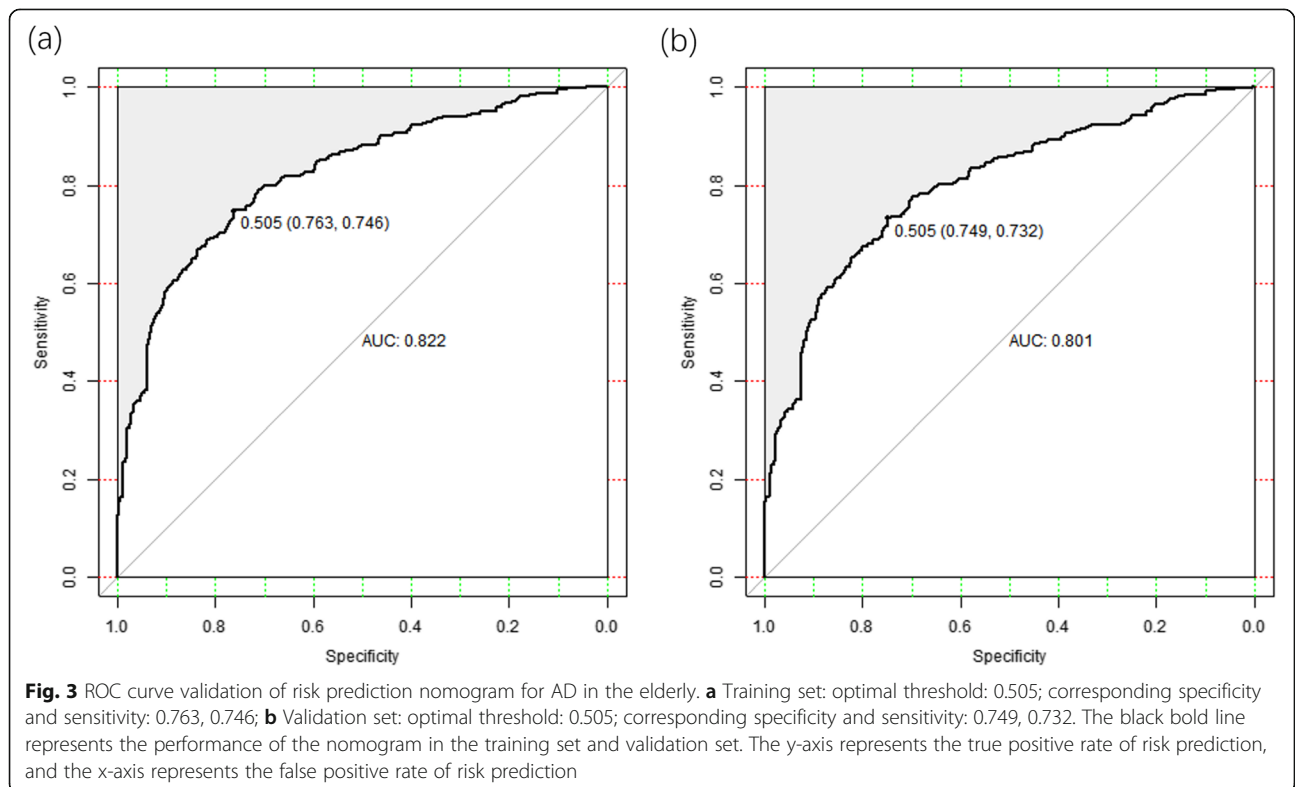 (a)
(b)
Sensitivity
0.0
0.2
0.4
0.6
0.8
1.0
0.505 (0.763, 0.746)
AUC: 0.822
1.0
0.8
0.6
0.4
0.2
0.0
Specificity
Sensitivity
0.0
0.2
0.4
0.6
0.8
1.0
0.505 (0.749, 0.732)
AUC: 0.801
1.0
0.8
0.6
0.4
0.2
0.0
Specificity
Fig. 3 ROC curve validation of risk prediction nomogram for AD in the elderly. a Training set: optimal threshold: 0.505; corresponding specificity
and sensitivity: 0.763, 0.746; b Validation set: optimal threshold: 0.505; corresponding specificity and sensitivity: 0.749, 0.732. The black bold line
represents the performance of the nomogram in the training set and validation set. The y-axis represents the true positive rate of risk prediction,
and the x-axis represents the false positive rate of risk prediction